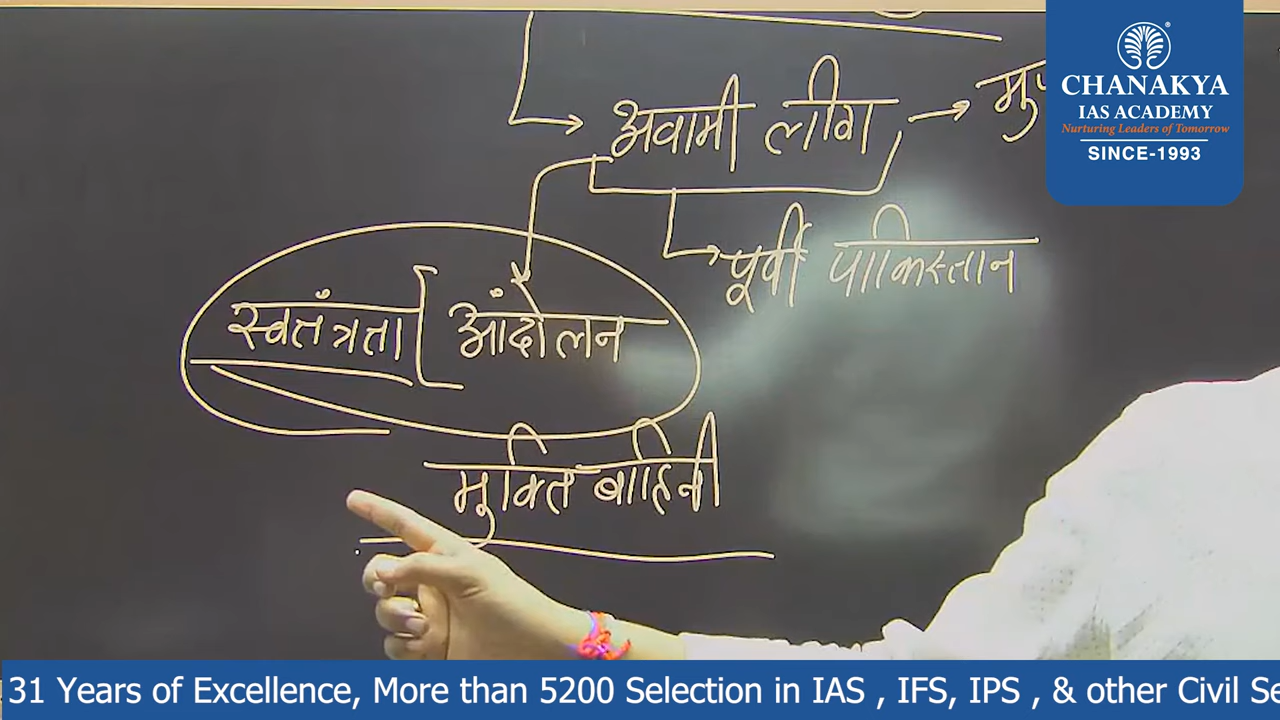 अवामी लीग
पूर्वी पाकिस्तान
स्वतंत्रता आंदोलन
मुक्ति बाहिनी
CHANAKYA
IAS ACADEMY
Nurturing Leaders of Tomorrow
SINCE-1993
31 Years of Excellence, More than 5200 Selection in IAS , IFS, IPS , & other Civil Se